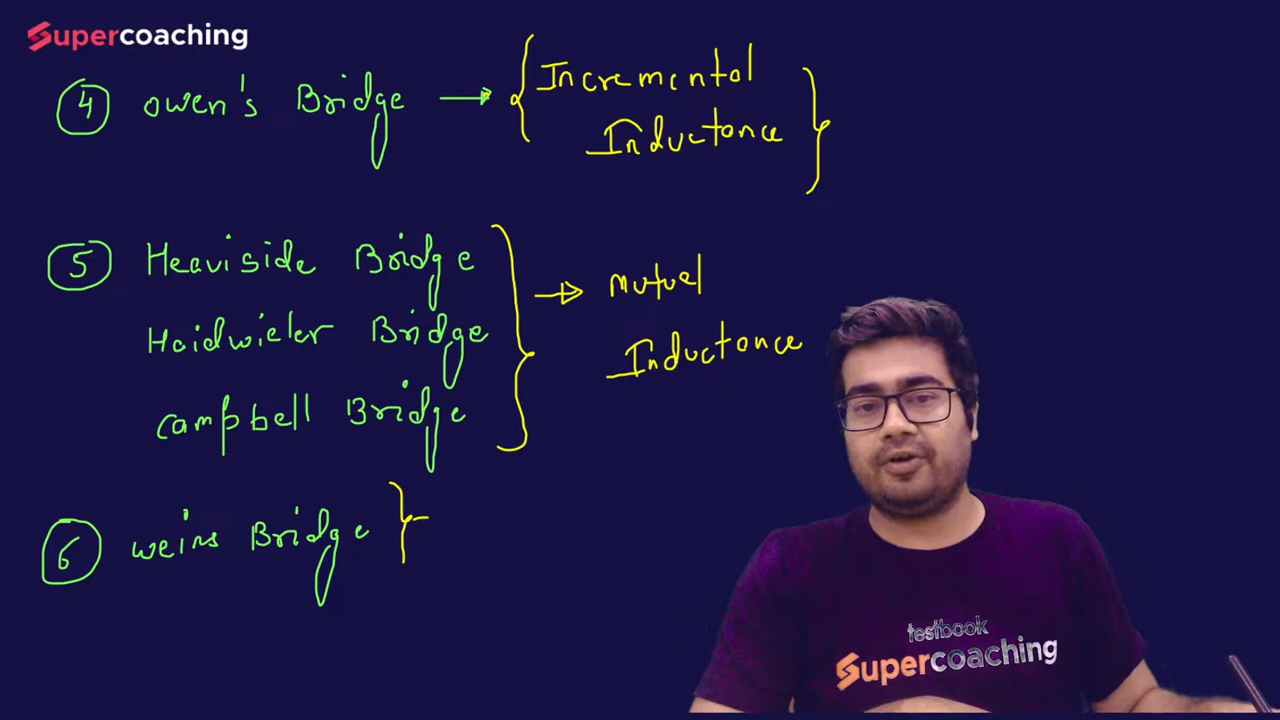 Supercoaching
4 owen's Bridge → Incremental
Inductance
5 Heaviside Bridge
Haidwieler Bridge
Campbell Bridge
→ Mutual
Inductance
6 weins Bridge
testbook
Supercoaching